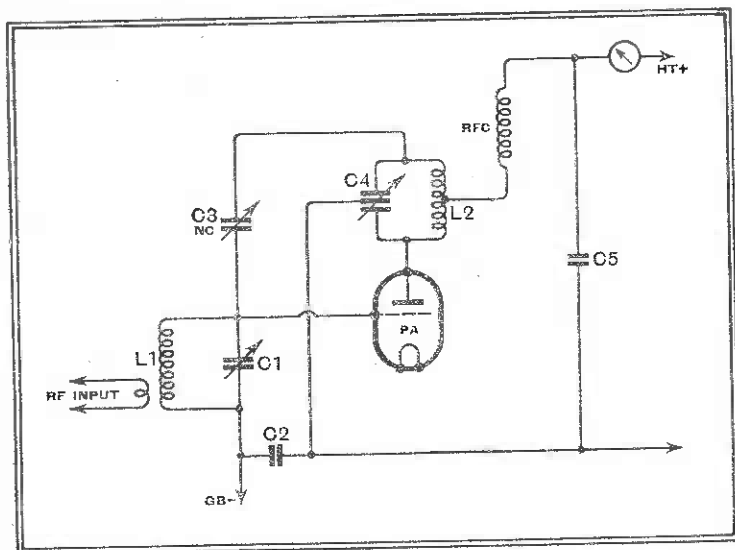 HT+
RFC
C4
C3
NC
L2
C5
PA
L1
C1
RF INPUT
C2
GB-